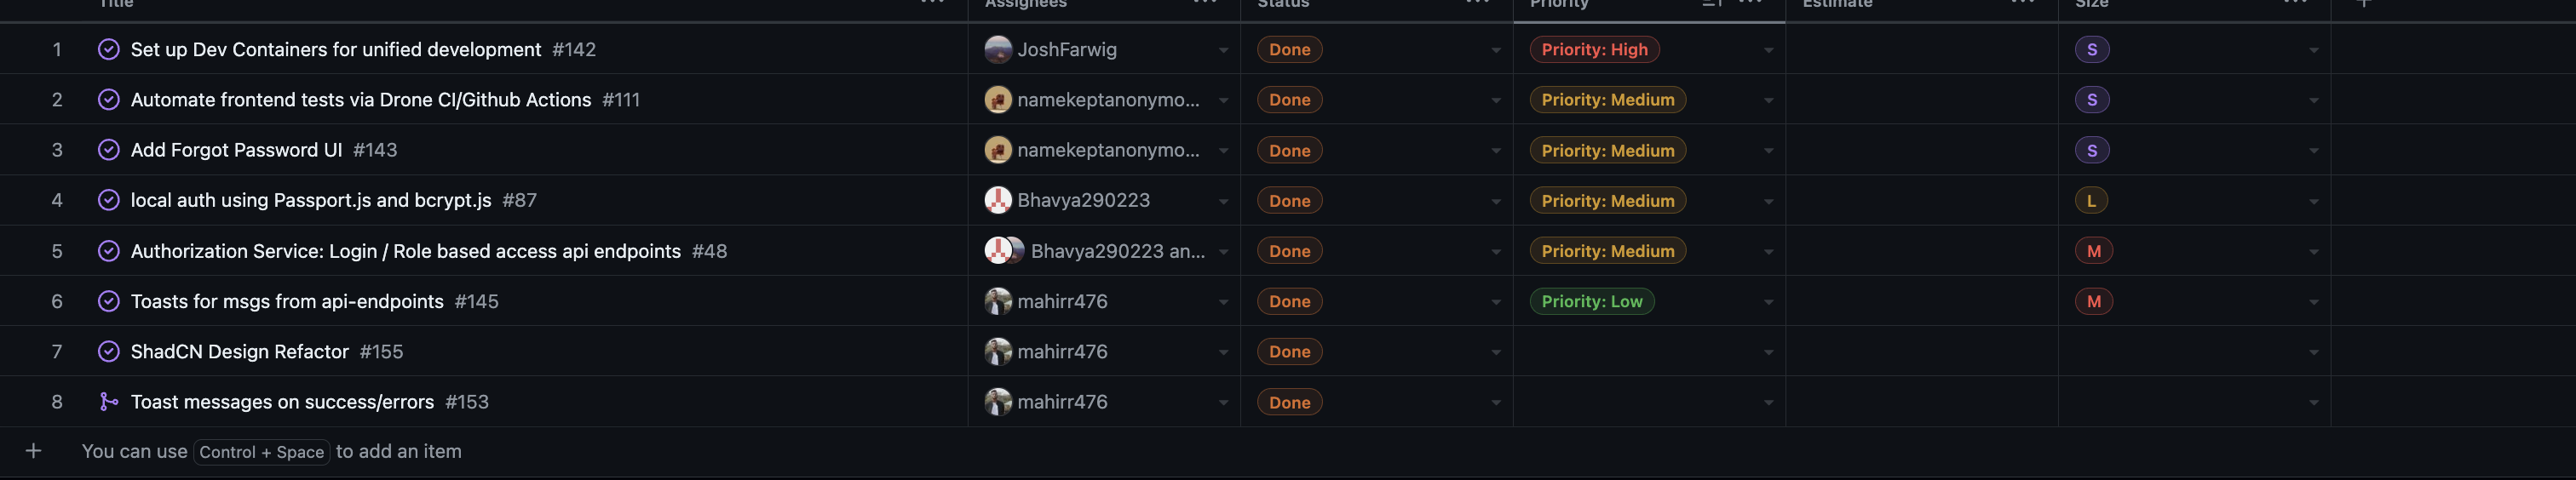 Title ... Assignees ... Status ... Priority ... Estimate ... Size ... +
1 Set up Dev Containers for unified development #142 JoshFarwig Done Priority: High S
2 Automate frontend tests via Drone CI/Github Actions #111 namekeptanonymo... Done Priority: Medium S
3 Add Forgot Password UI #143 namekeptanonymo... Done Priority: Medium S
4 local auth using Passport.js and bcrypt.js #87 Bhavya290223 Done Priority: Medium L
5 Authorization Service: Login / Role based access api endpoints #48 Bhavya290223 an... Done Priority: Medium M
6 Toasts for msgs from api-endpoints #145 mahirr476 Done Priority: Low M
7 ShadCN Design Refactor #155 mahirr476 Done
8 Toast messages on success/errors #153 mahirr476 Done
+ You can use Control + Space to add an item